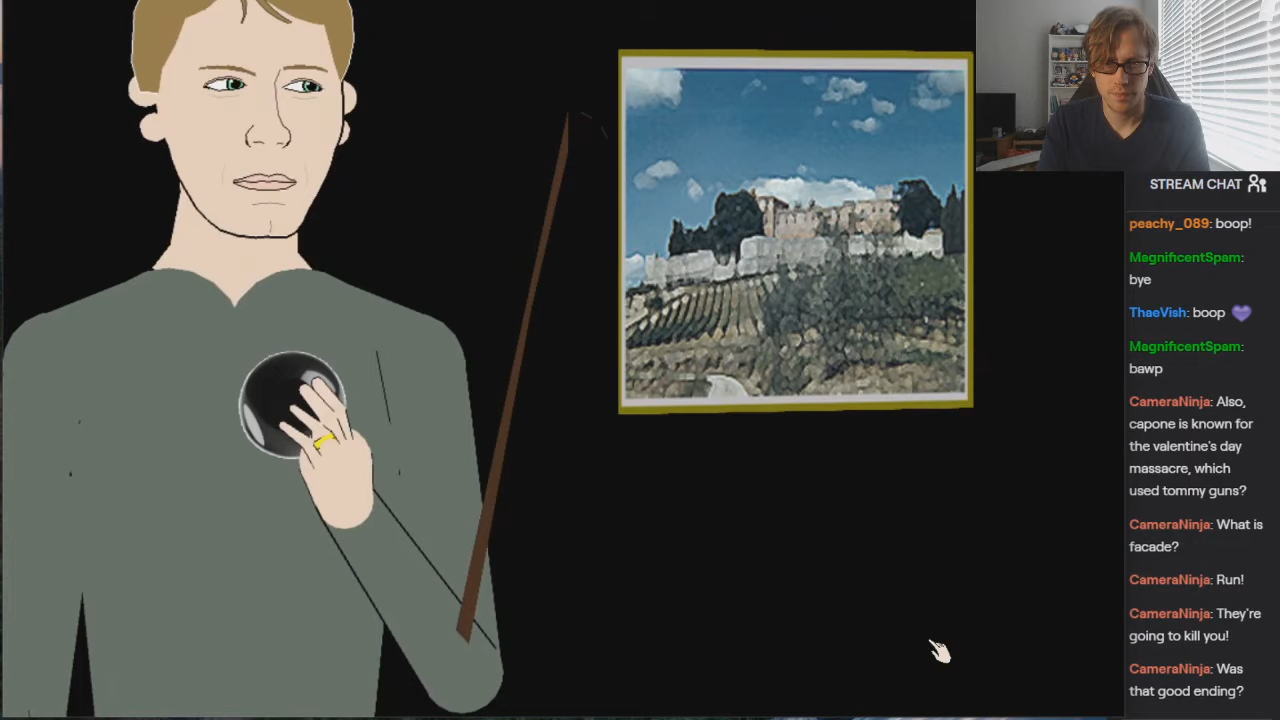 STREAM CHAT
peachy_089: boop!
MagnificentSpam:
bye
ThaeVish: boop
MagnificentSpam:
bawp
CameraNinja: Also,
capone is known for
the valentine's day
massacre, which
used tommy guns?
CameraNinja: What is
facade?
CameraNinja: Run!
CameraNinja: They're
going to kill you!
CameraNinja: Was
that good ending?